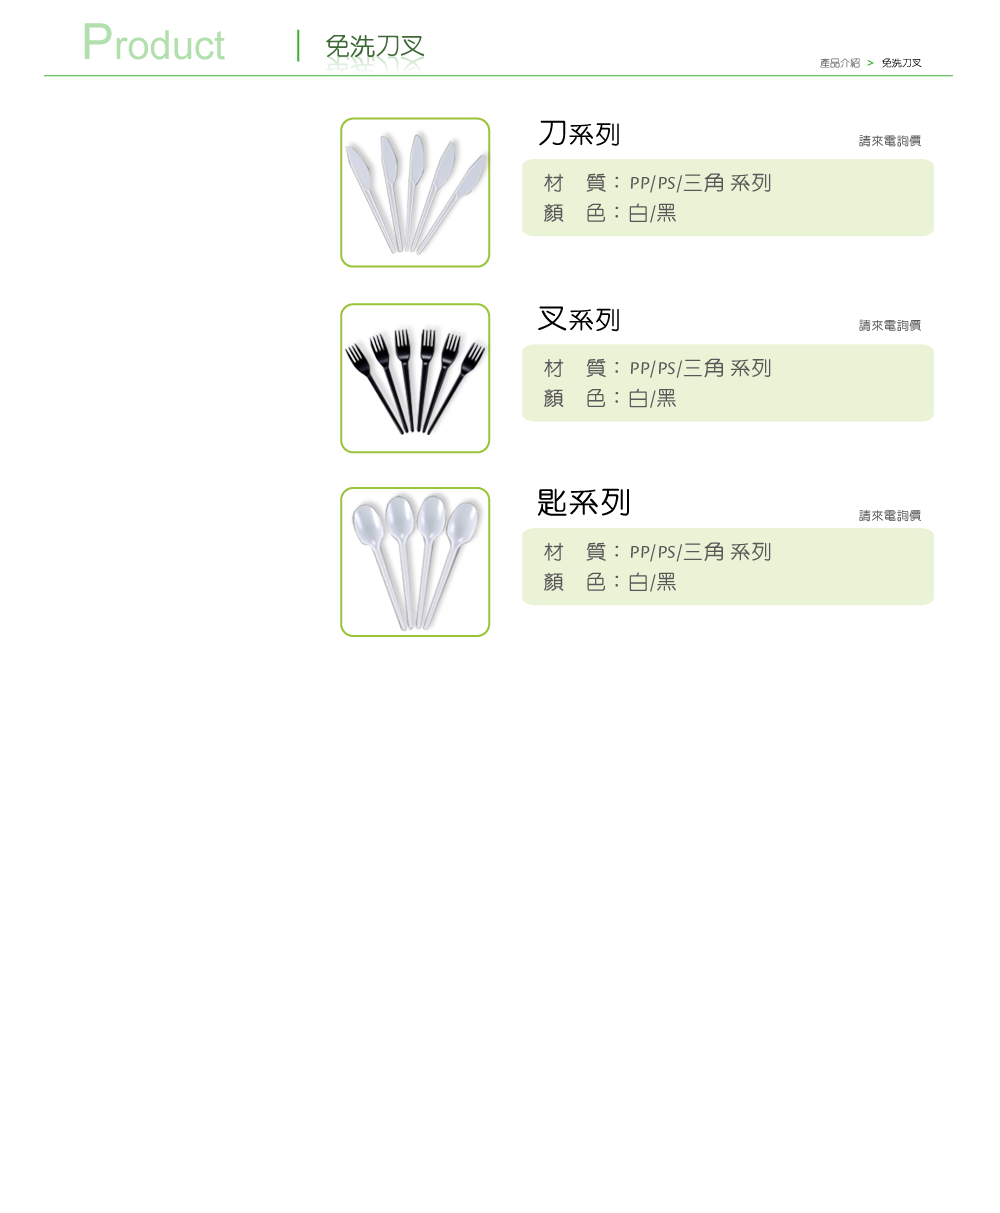 Product
免洗刀叉
產品介紹 > 免洗刀叉
刀系列
請來電詢價
材 質：PP/PS/三角 系列
顏 色：白/黑
叉系列
請來電詢價
材 質：PP/PS/三角 系列
顏 色：白/黑
匙系列
請來電詢價
材 質：PP/PS/三角 系列
顏 色：白/黑